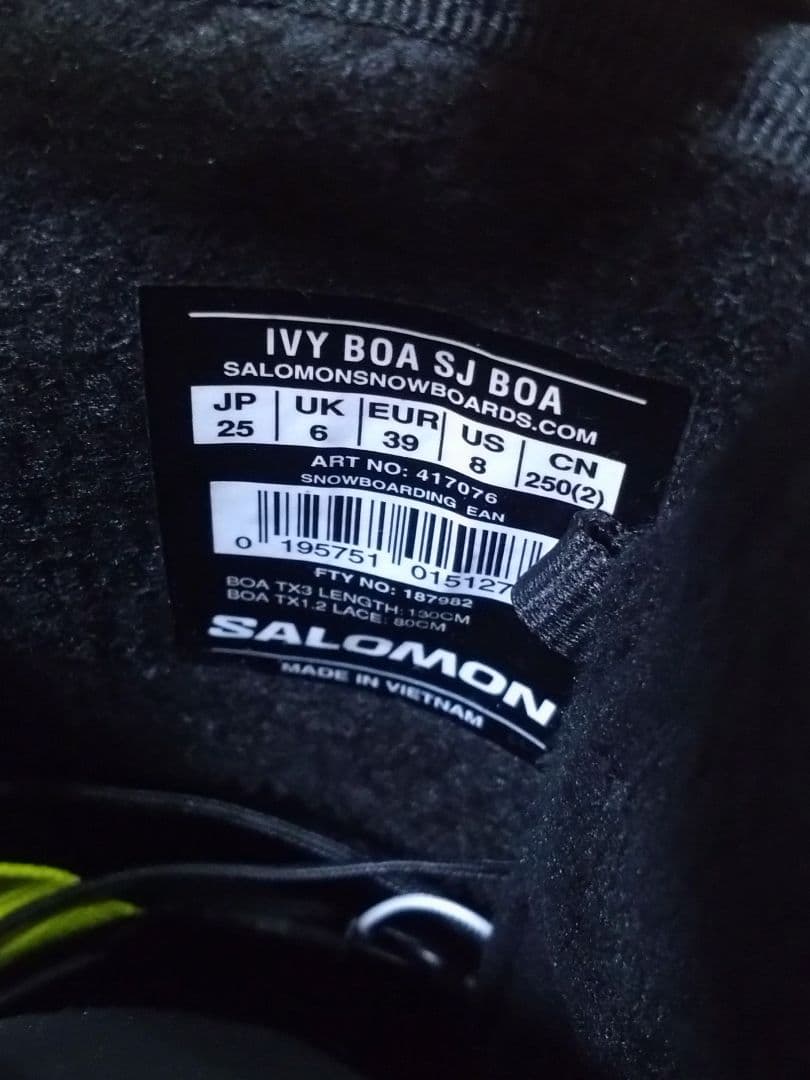 IVY BOA SJ BOA
SALOMONSNOWBOARDS.COM
JP UK EUR US CN
25 6 39 8 250(2)
ART NO: 417076
SNOWBOARDING EAN
0 195751 015127
FTY NO: 187982
BOA TX3 LENGTH: 130CM
BOA TX1.2 LACE: 80CM
SALOMON
MADE IN VIETNAM